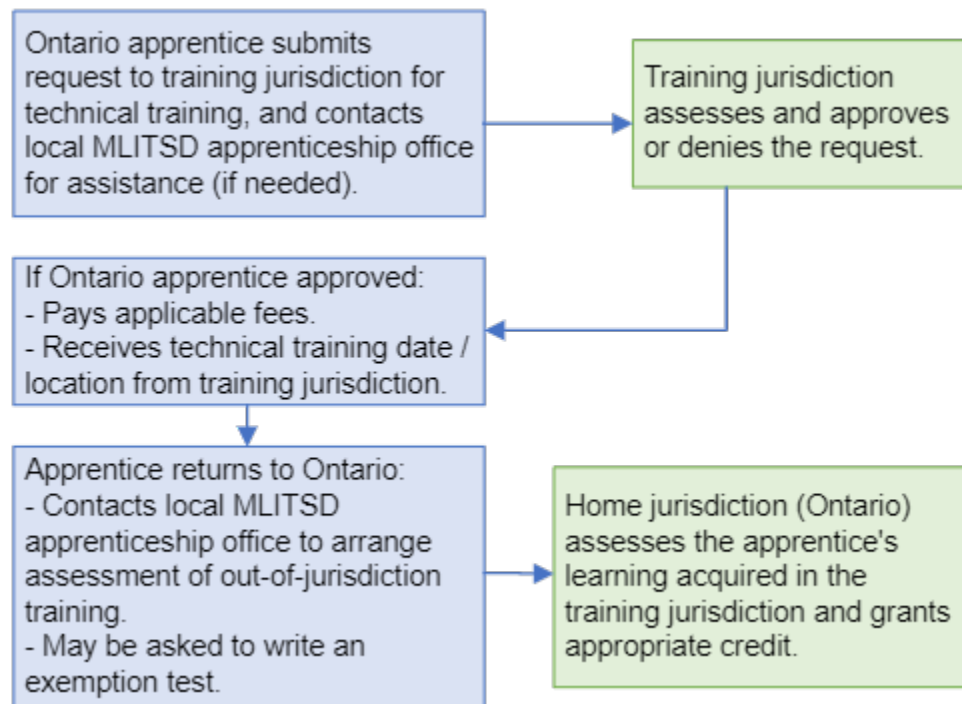 Ontario apprentice submits
request to training jurisdiction for
technical training, and contacts
local MLITSD apprenticeship office
for assistance (if needed).
Training jurisdiction
assesses and approves
or denies the request.
If Ontario apprentice approved:
- Pays applicable fees.
- Receives technical training date /
location from training jurisdiction.
Apprentice returns to Ontario:
- Contacts local MLITSD
apprenticeship office to arrange
assessment of out-of-jurisdiction
training.
- May be asked to write an
exemption test.
Home jurisdiction (Ontario)
assesses the apprentice's
learning acquired in the
training jurisdiction and grants
appropriate credit.